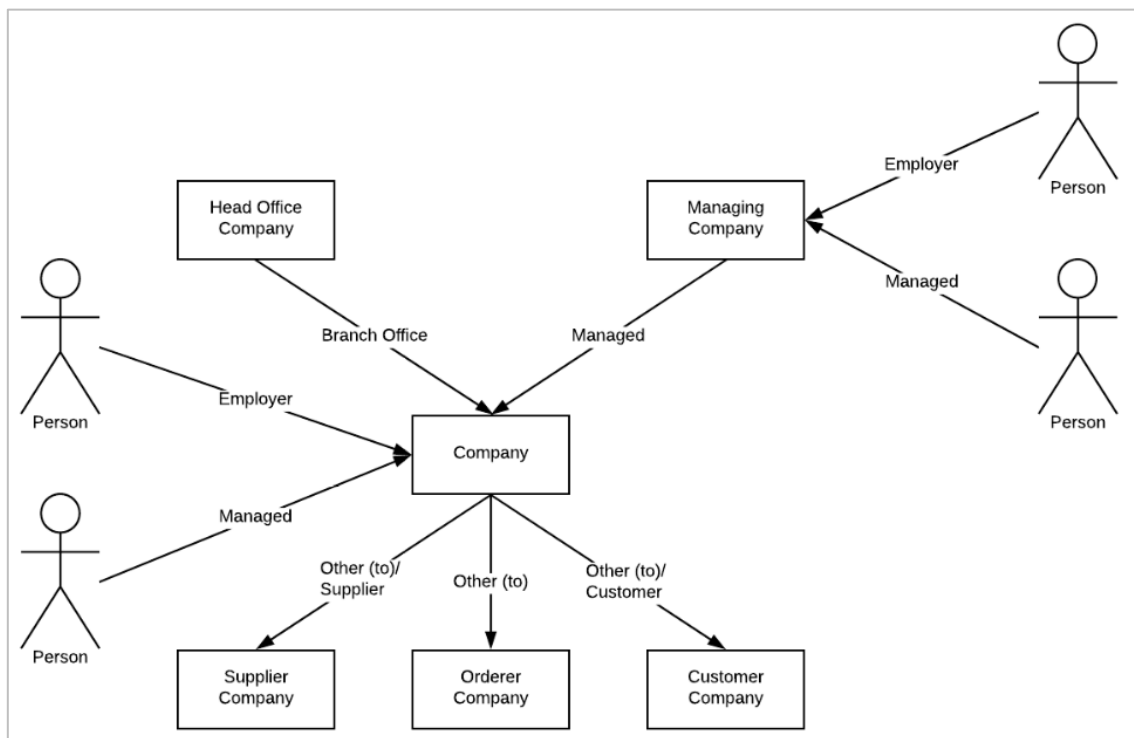 Person
Employer
Head Office
Company
Managing
Company
Person
Managed
Branch Office
Managed
Person
Employer
Person
Company
Managed
Other (to)/
Supplier
Other (to)
Other (to)/
Customer
Person
Supplier
Company
Orderer
Company
Customer
Company